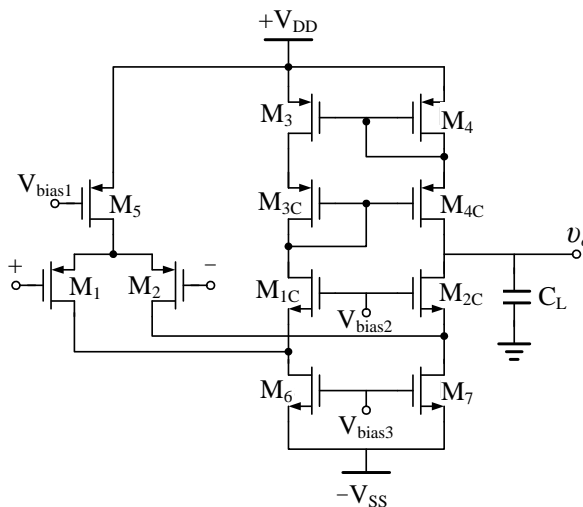 +V_DD
M_3
M_4
V_bias1
M_5
M_3C
M_4C
+
M_1
M_2
−
M_1C
M_2C
C_L
V_bias2
M_6
M_7
V_bias3
−V_SS